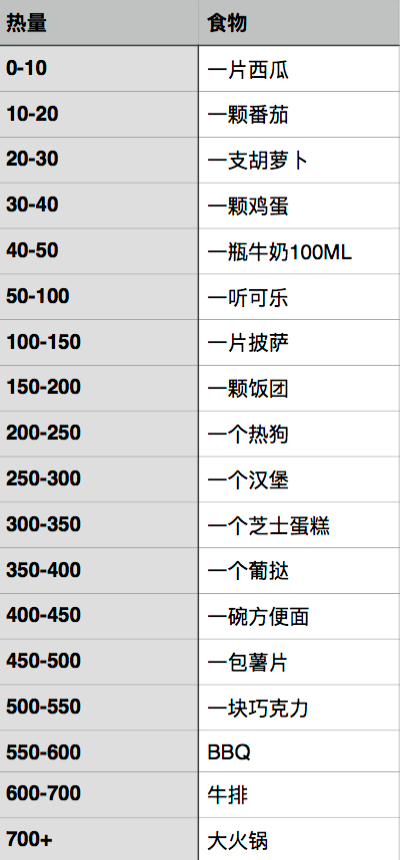 热量 食物
0-10 一片西瓜
10-20 一颗番茄
20-30 一支胡萝卜
30-40 一颗鸡蛋
40-50 一瓶牛奶100ML
50-100 一听可乐
100-150 一片披萨
150-200 一颗饭团
200-250 一个热狗
250-300 一个汉堡
300-350 一个芝士蛋糕
350-400 一个葡挞
400-450 一碗方便面
450-500 一包薯片
500-550 一块巧克力
550-600 BBQ
600-700 牛排
700+ 大火锅